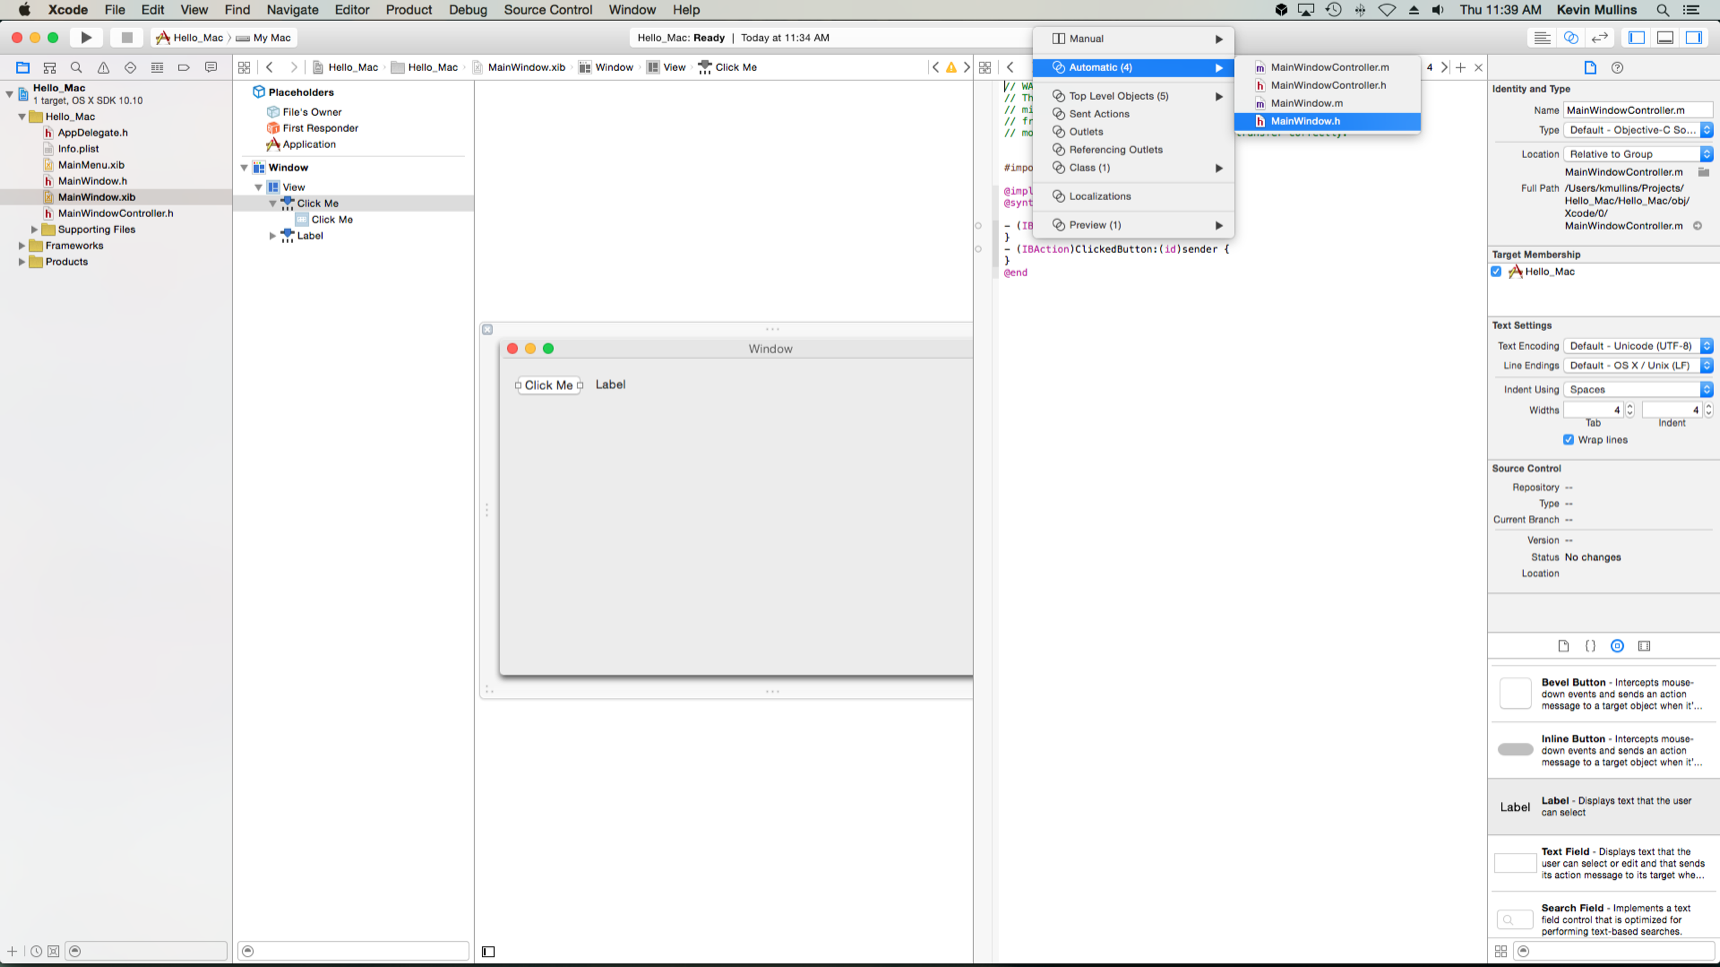 Xcode File Edit View Find Navigate Editor Product Debug Source Control Window Help
Thu 11:39 AM Kevin Mullins
Hello_Mac My Mac
Hello_Mac: Ready | Today at 11:34 AM
Hello_Mac
1 target, OS X SDK 10.10
Hello_Mac
AppDelegate.h
Info.plist
MainMenu.xib
MainWindow.h
MainWindow.xib
MainWindowController.h
Supporting Files
Frameworks
Products
Hello_Mac Hello_Mac MainWindow.xib Window View Click Me
Placeholders
File's Owner
First Responder
Application
Window
View
Click Me
Click Me
Label
Window
Click Me Label
Manual
Automatic (4)
Top Level Objects (5)
Sent Actions
Outlets
Referencing Outlets
Class (1)
Localizations
Preview (1)
MainWindowController.m
MainWindowController.h
MainWindow.m
MainWindow.h
4
// WA
// Th
// mi
// fr
// mo
#impo
@impl
@synt
- (IB
}
- (IBAction)ClickedButton:(id)sender {
}
@end
Identity and Type
Name MainWindowController.m
Type Default - Objective-C So...
Location Relative to Group
MainWindowController.m
Full Path /Users/kmullins/Projects/
Hello_Mac/Hello_Mac/obj/
Xcode/0/
MainWindowController.m
Target Membership
Hello_Mac
Text Settings
Text Encoding Default - Unicode (UTF-8)
Line Endings Default - OS X / Unix (LF)
Indent Using Spaces
Widths 4 4
Tab Indent
Wrap lines
Source Control
Repository --
Type --
Current Branch --
Version --
Status No changes
Location
Bevel Button - Intercepts mouse-
down events and sends an action
message to a target object when it'...
Inline Button - Intercepts mouse-
down events and sends an action
message to a target object when it'...
Label
Label - Displays text that the user
can select
Text Field - Displays text that the
user can select or edit and that sends
its action message to its target whe...
Search Field - Implements a text
field control that is optimized for
performing text-based searches.